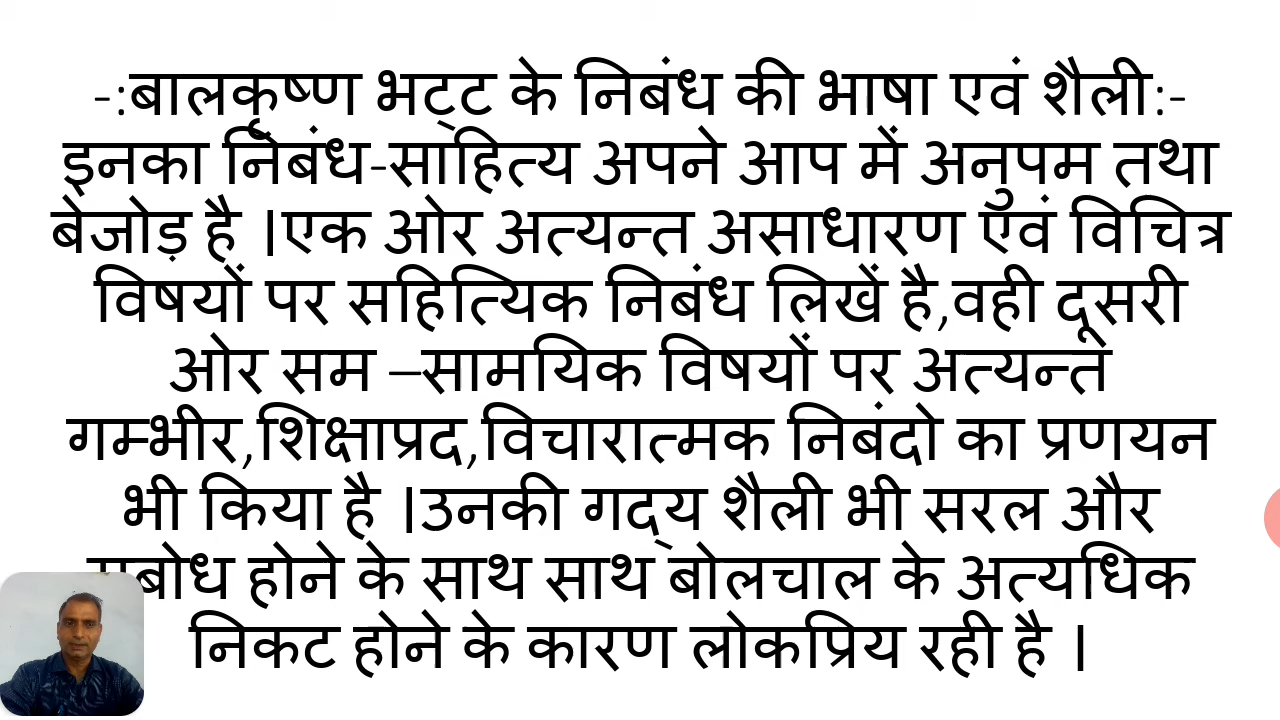 -:बालकृष्ण भट्ट के निबंध की भाषा एवं शैली:-
इनका निबंध-साहित्य अपने आप में अनुपम तथा
बेजोड़ है ।एक ओर अत्यन्त असाधारण एवं विचित्र
विषयों पर सहित्यिक निबंध लिखें है,वही दूसरी
ओर सम –सामयिक विषयों पर अत्यन्त
गम्भीर,शिक्षाप्रद,विचारात्मक निबंदो का प्रणयन
भी किया है ।उनकी गद्य शैली भी सरल और
होने के साथ साथ बोलचाल के अत्यधिक
निकट होने के कारण लोकप्रिय रही है ।